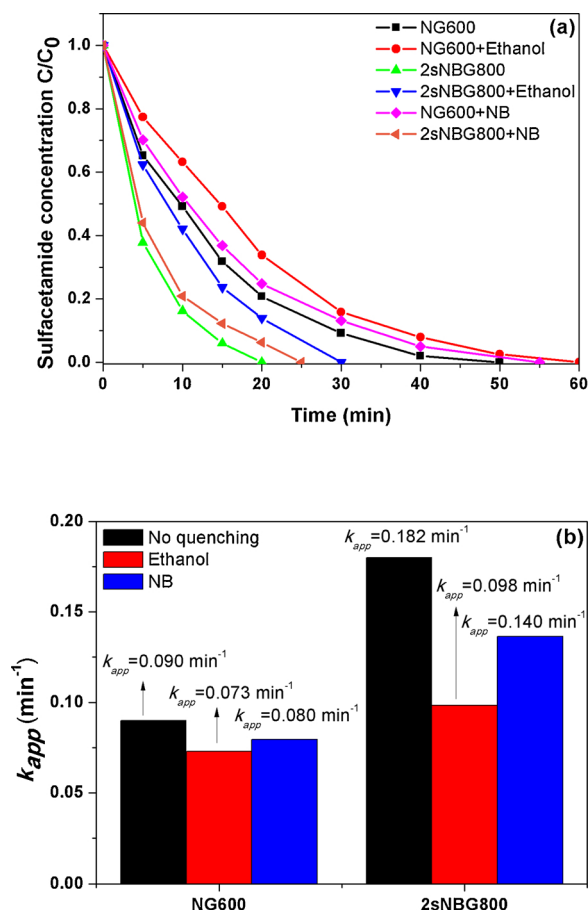 (a)
NG600
NG600+Ethanol
2sNBG800
2sNBG800+Ethanol
NG600+NB
2sNBG800+NB
Sulfacetamide concentration C/C₀
1.0
0.8
0.6
0.4
0.2
0.0
0 10 20 30 40 50 60
Time (min)
(b)
No quenching
Ethanol
NB
kapp=0.182 min⁻¹
kapp=0.098 min⁻¹
kapp=0.140 min⁻¹
kapp=0.090 min⁻¹
kapp=0.073 min⁻¹
kapp=0.080 min⁻¹
kapp (min⁻¹)
0.20
0.15
0.10
0.05
0.00
NG600 2sNBG800